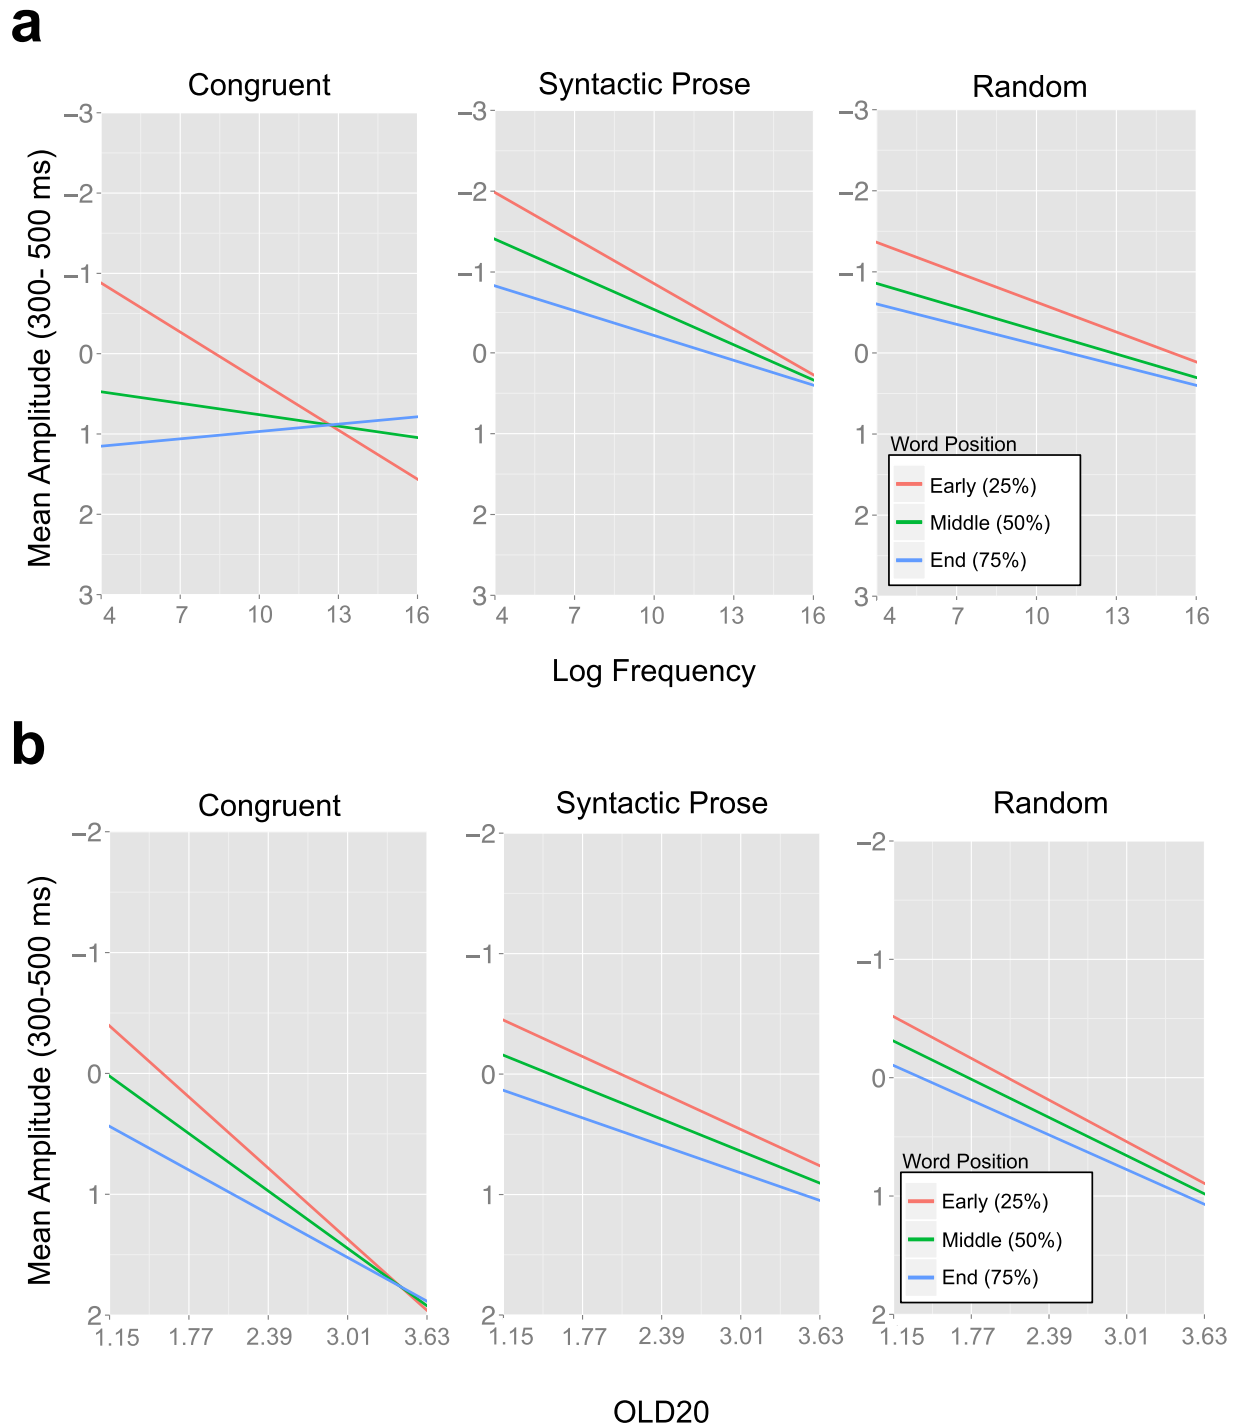 a
Congruent
Syntactic Prose
Random
Mean Amplitude (300- 500 ms)
−3
−2
−1
0
1
2
3
4 7 10 13 16
−3
−2
−1
0
1
2
3
4 7 10 13 16
−3
−2
−1
0
1
2
3
4 7 10 13 16
Word Position
Early (25%)
Middle (50%)
End (75%)
Log Frequency
b
Congruent
Syntactic Prose
Random
Mean Amplitude (300-500 ms)
−2
−1
0
1
2
1.15 1.77 2.39 3.01 3.63
−2
−1
0
1
2
1.15 1.77 2.39 3.01 3.63
−2
−1
0
1
2
1.15 1.77 2.39 3.01 3.63
Word Position
Early (25%)
Middle (50%)
End (75%)
OLD20